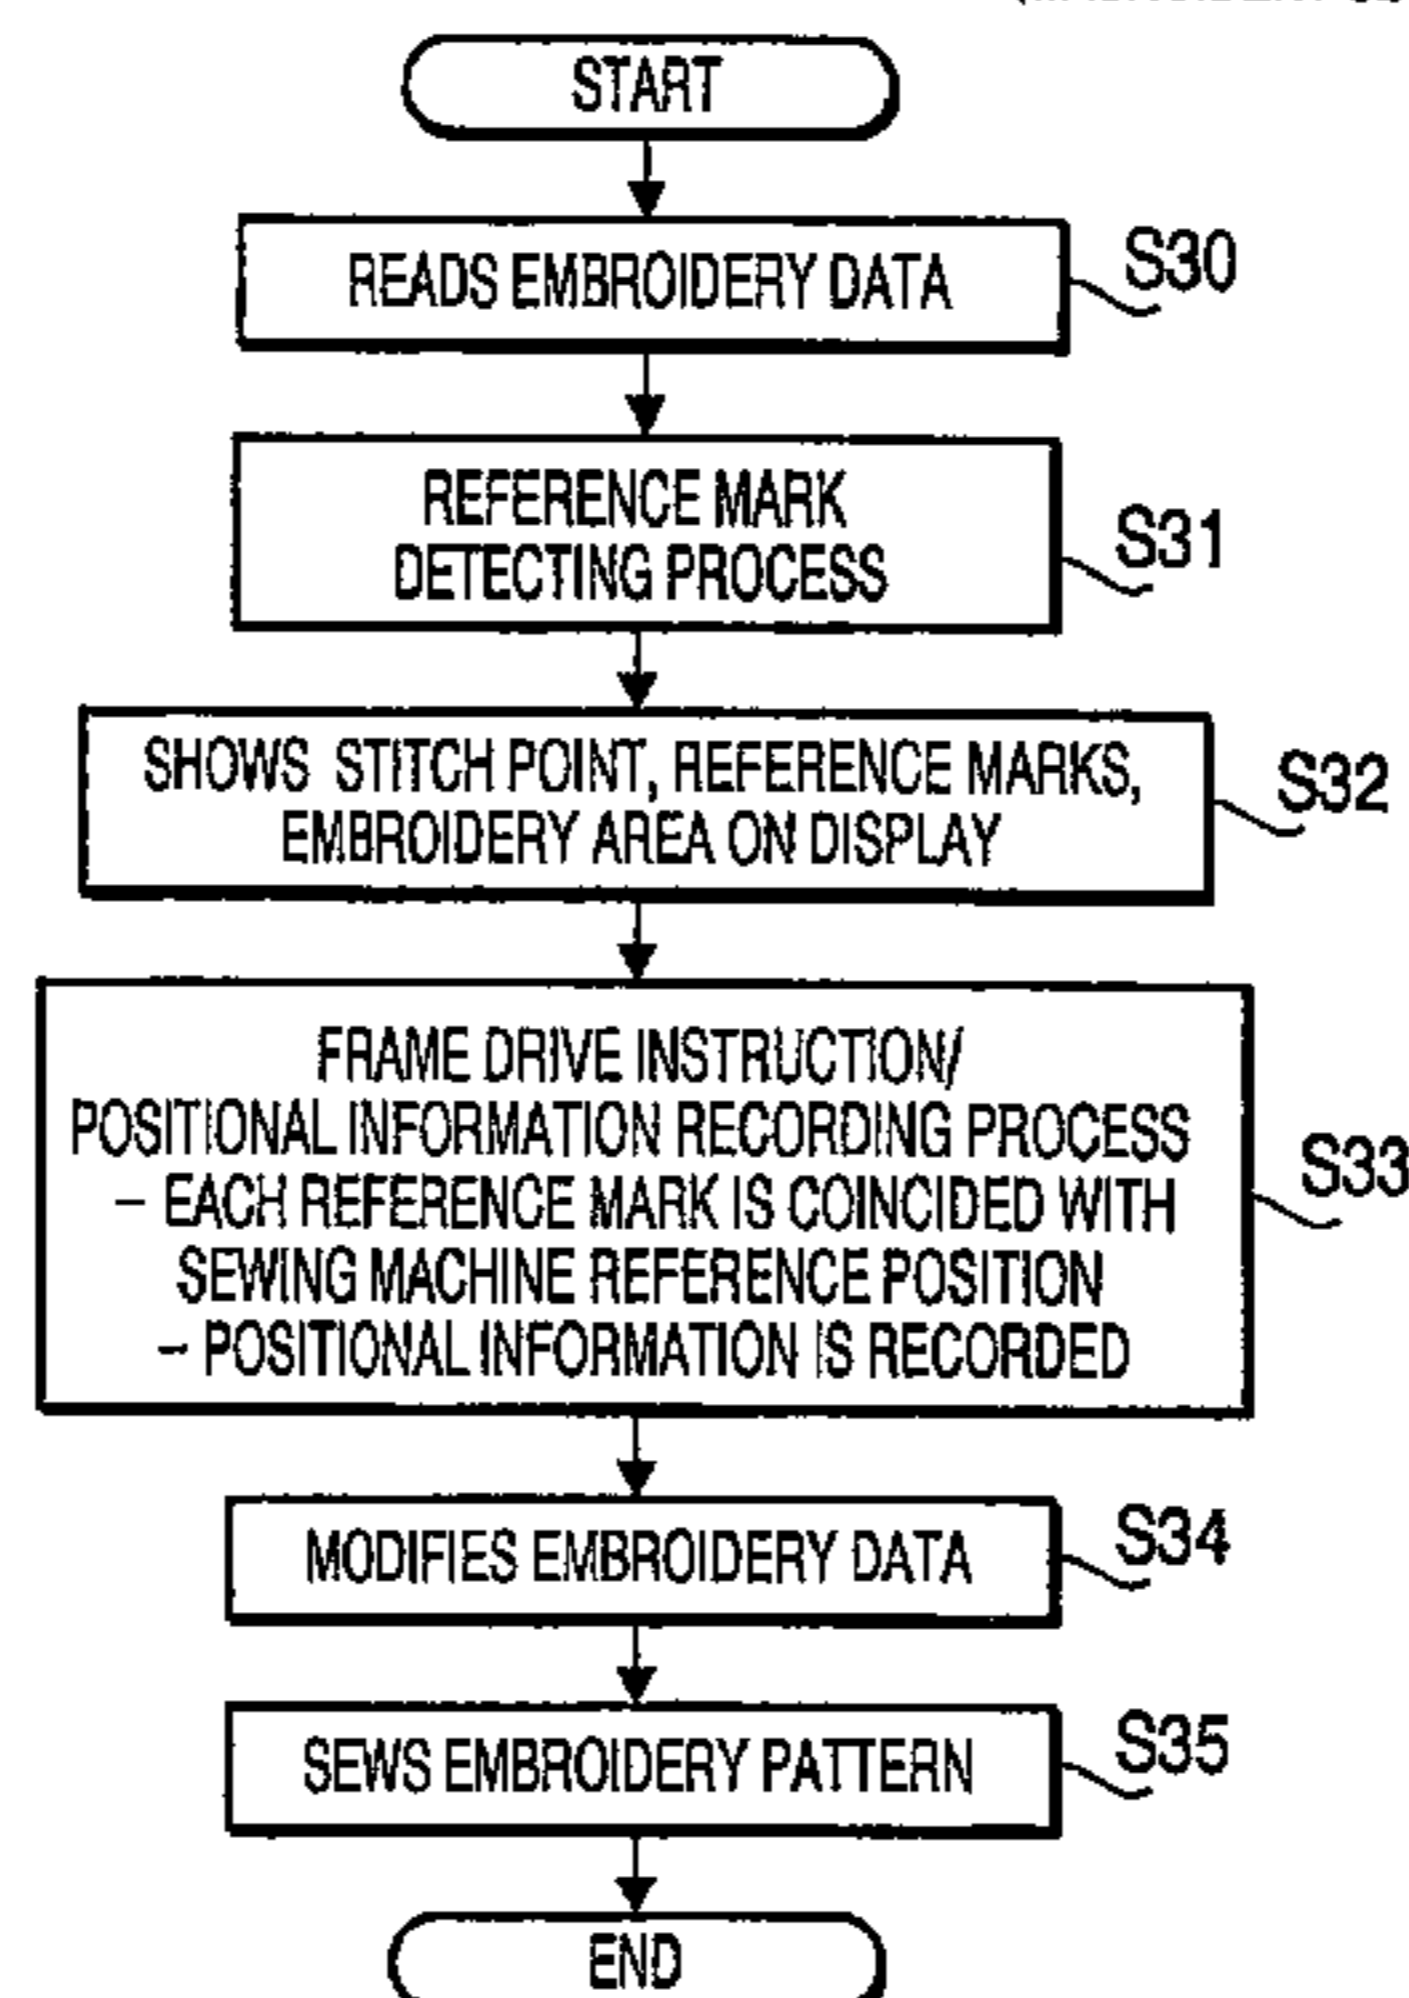 START
READS EMBROIDERY DATA
S30
REFERENCE MARK
DETECTING PROCESS
S31
SHOWS STITCH POINT, REFERENCE MARKS,
EMBROIDERY AREA ON DISPLAY
S32
FRAME DRIVE INSTRUCTION/
POSITIONAL INFORMATION RECORDING PROCESS
– EACH REFERENCE MARK IS COINCIDED WITH
SEWING MACHINE REFERENCE POSITION
– POSITIONAL INFORMATION IS RECORDED
S33
MODIFIES EMBROIDERY DATA
S34
SEWS EMBROIDERY PATTERN
S35
END